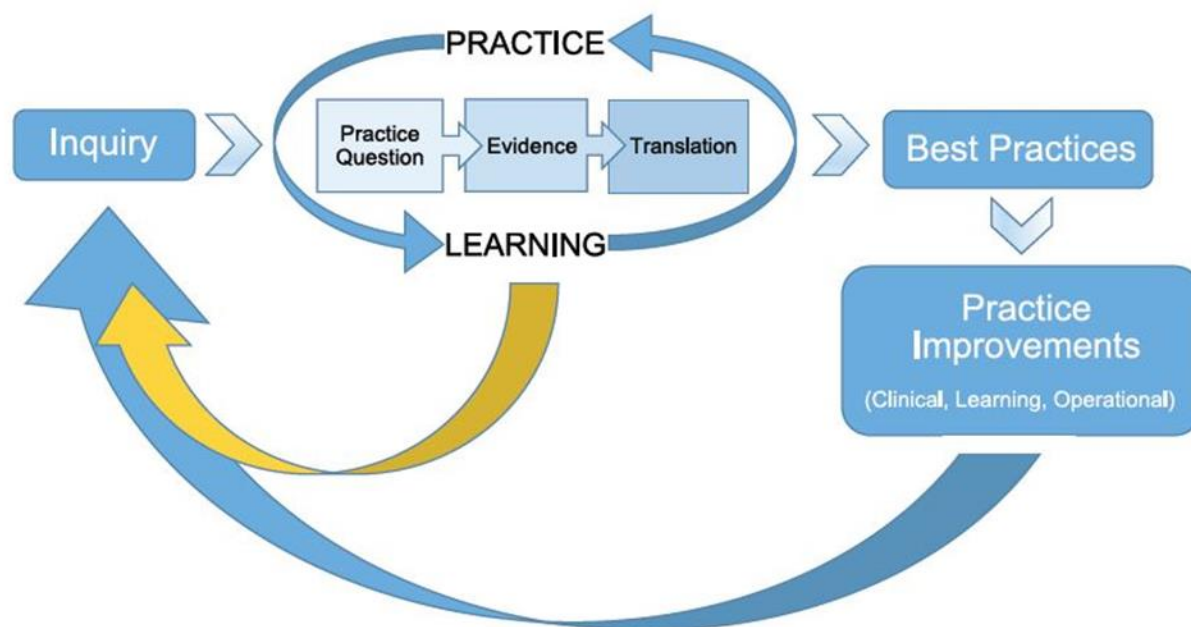 PRACTICE
Inquiry
Practice
Question
Evidence
Translation
Best Practices
LEARNING
Practice
Improvements
(Clinical, Learning, Operational)